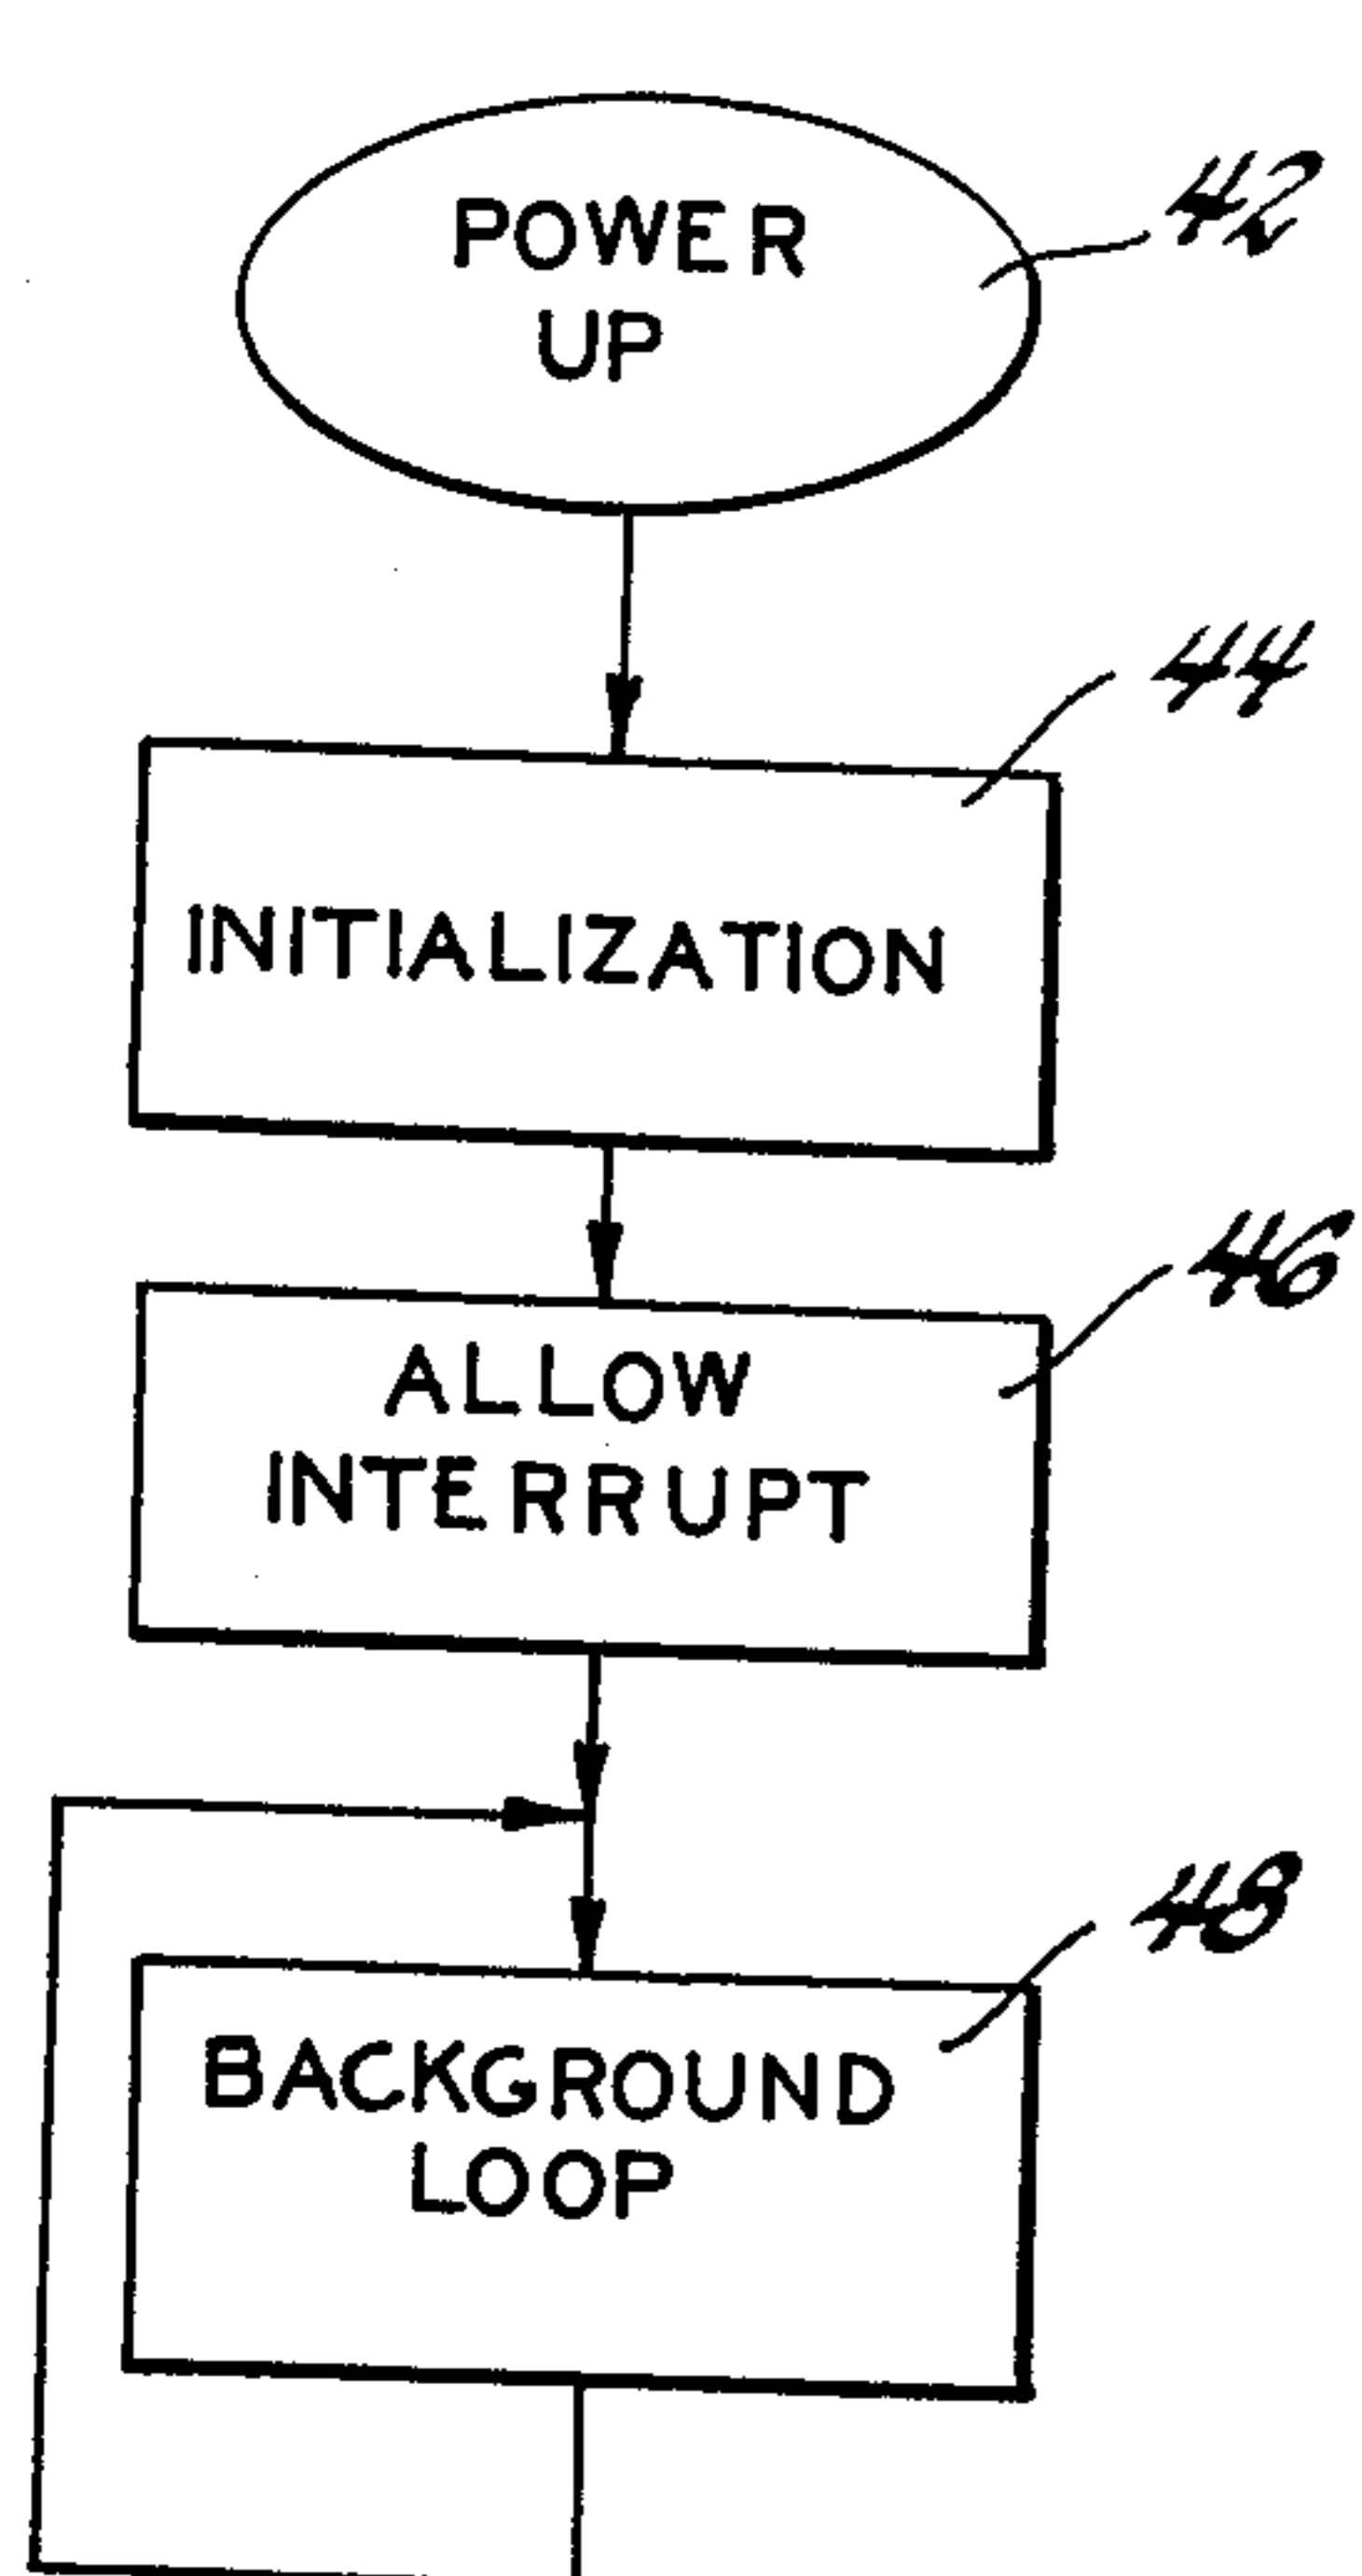 POWER
UP
42
44
INITIALIZATION
46
ALLOW
INTERRUPT
48
BACKGROUND
LOOP